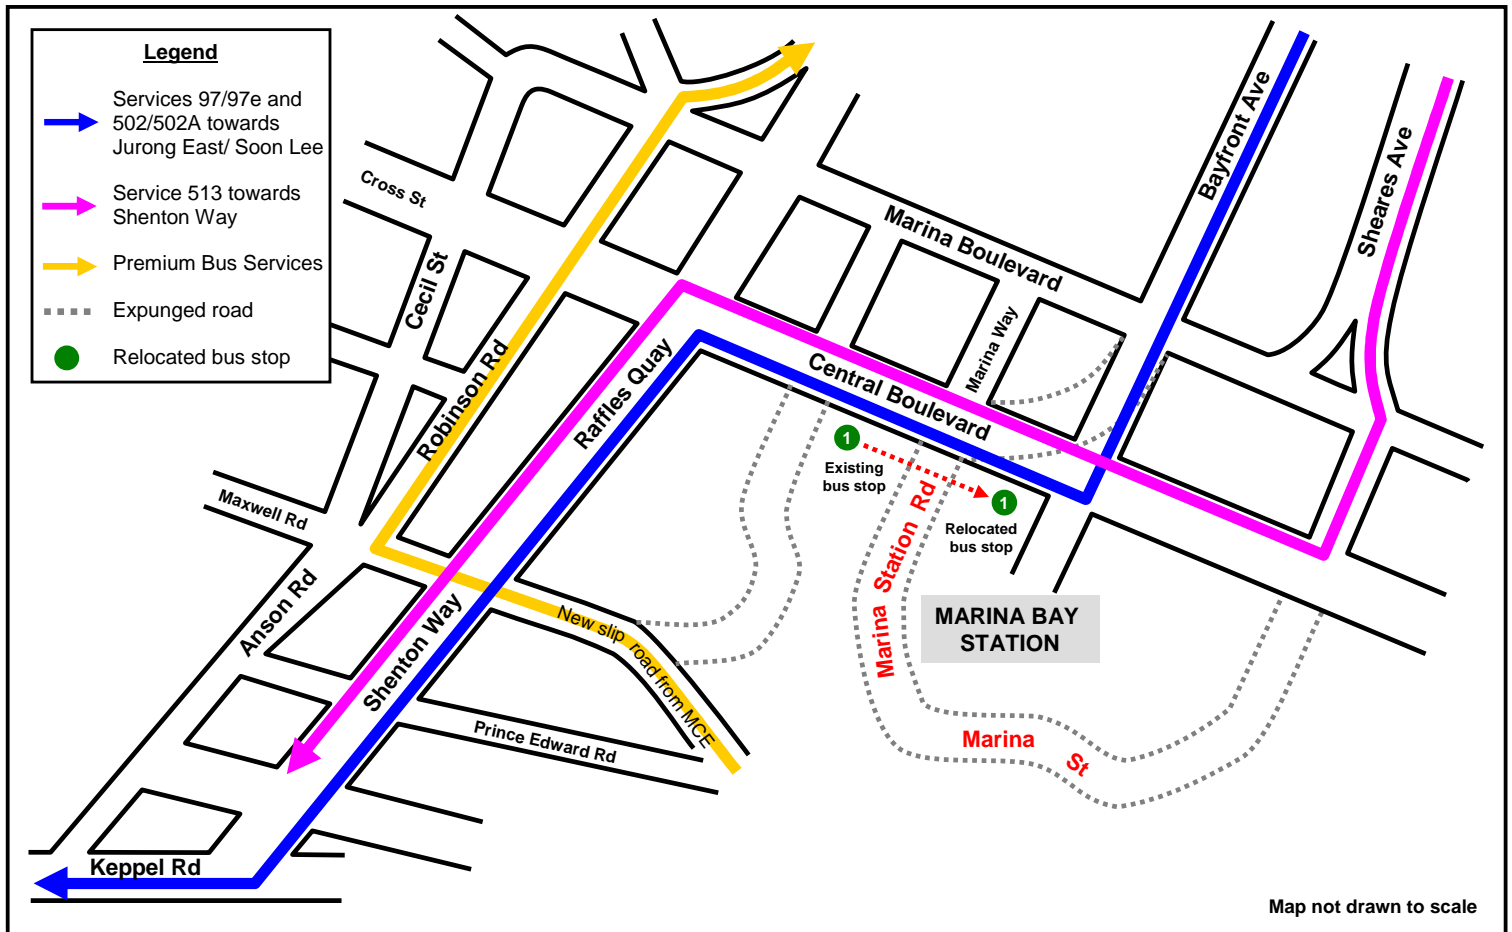 Legend
Services 97/97e and
502/502A towards
Jurong East/ Soon Lee
Service 513 towards
Shenton Way
Premium Bus Services
Expunged road
Relocated bus stop
Cross St
Cecil St
Robinson Rd
Raffles Quay
Marina Boulevard
Marina Way
Central Boulevard
Bayfront Ave
Sheares Ave
1
Existing
bus stop
1
Relocated
bus stop
Marina Station Rd
MARINA BAY
STATION
Marina
St
Maxwell Rd
Anson Rd
Shenton Way
New slip road from MCE
Prince Edward Rd
Keppel Rd
Map not drawn to scale